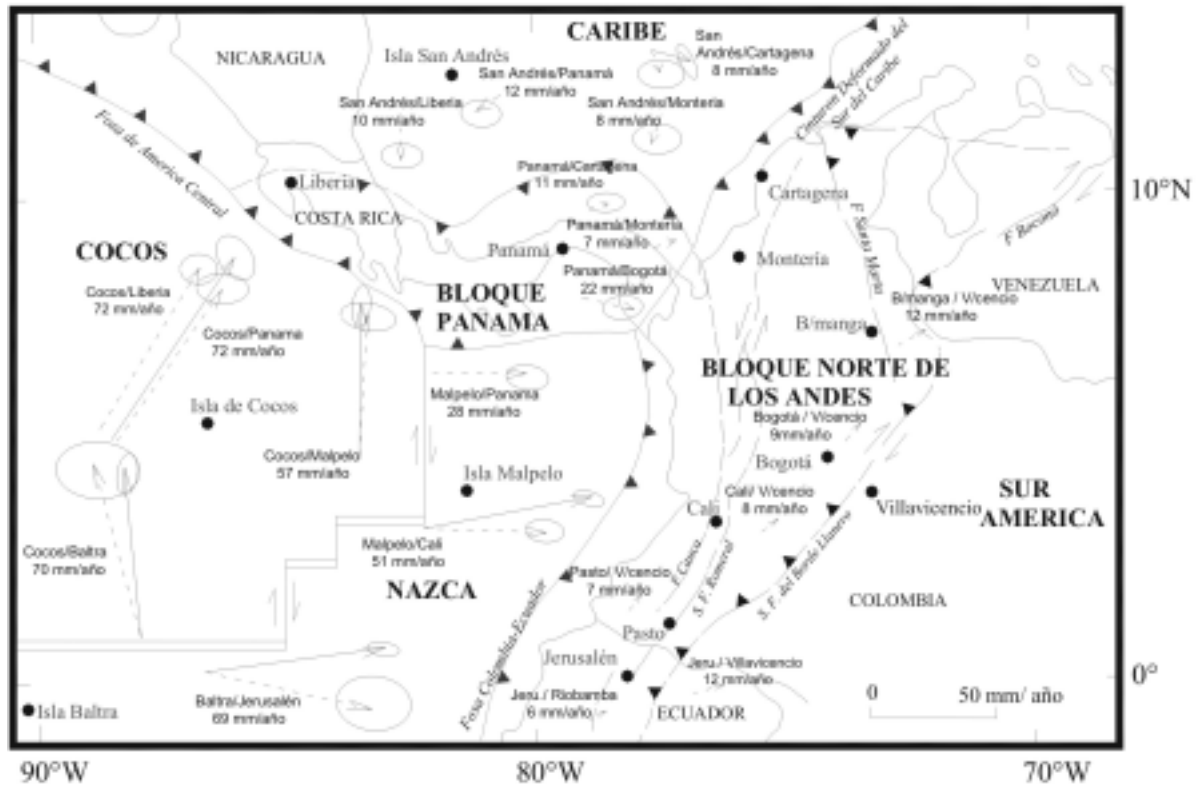 CARIBE
NICARAGUA
Isla San Andrés
San
Andrés/Cartagena
8 mm/año
San Andrés/Panamá
12 mm/año
San Andrés/Liberia
10 mm/año
San Andrés/Montería
8 mm/año
Cinturon Deformado del
Sur del Caribe
Fosa de America Central
Panamá/Cartagena
11 mm/año
Liberia
Cartagena
10°N
COSTA RICA
F. Santa Marta
F Boconó
COCOS
Panamá
Panamá/Montería
7 mm/año
Montería
Panamá/Bogotá
22 mm/año
VENEZUELA
Cocos/Liberia
72 mm/año
BLOQUE
PANAMA
B/manga / V/cencio
12 mm/año
Cocos/Panama
72 mm/año
B/manga
BLOQUE NORTE DE
LOS ANDES
Malpelo/Panamá
28 mm/año
Isla de Cocos
Bogotá / V/cencio
9mm/año
Cocos/Malpelo
57 mm/año
Isla Malpelo
Bogotá
Cali/ V/cencio
8 mm/año
Cali
Villavicencio
SUR
AMERICA
Cocos/Baltra
70 mm/año
Malpelo/Cali
51 mm/año
NAZCA
Pasto/ V/cencio
7 mm/año
F. Cauca
S. F. Romeral
S. F. del Borde Llanero
COLOMBIA
Fosa Colombia-Ecuador
Pasto
Jerusalén
Jeru./ Villavicencio
12 mm/año
Baltra/Jerusalén
69 mm/año
Jeru./ Riobamba
6 mm/año
ECUADOR
Isla Baltra
0 50 mm/ año
0°
90°W 80°W 70°W